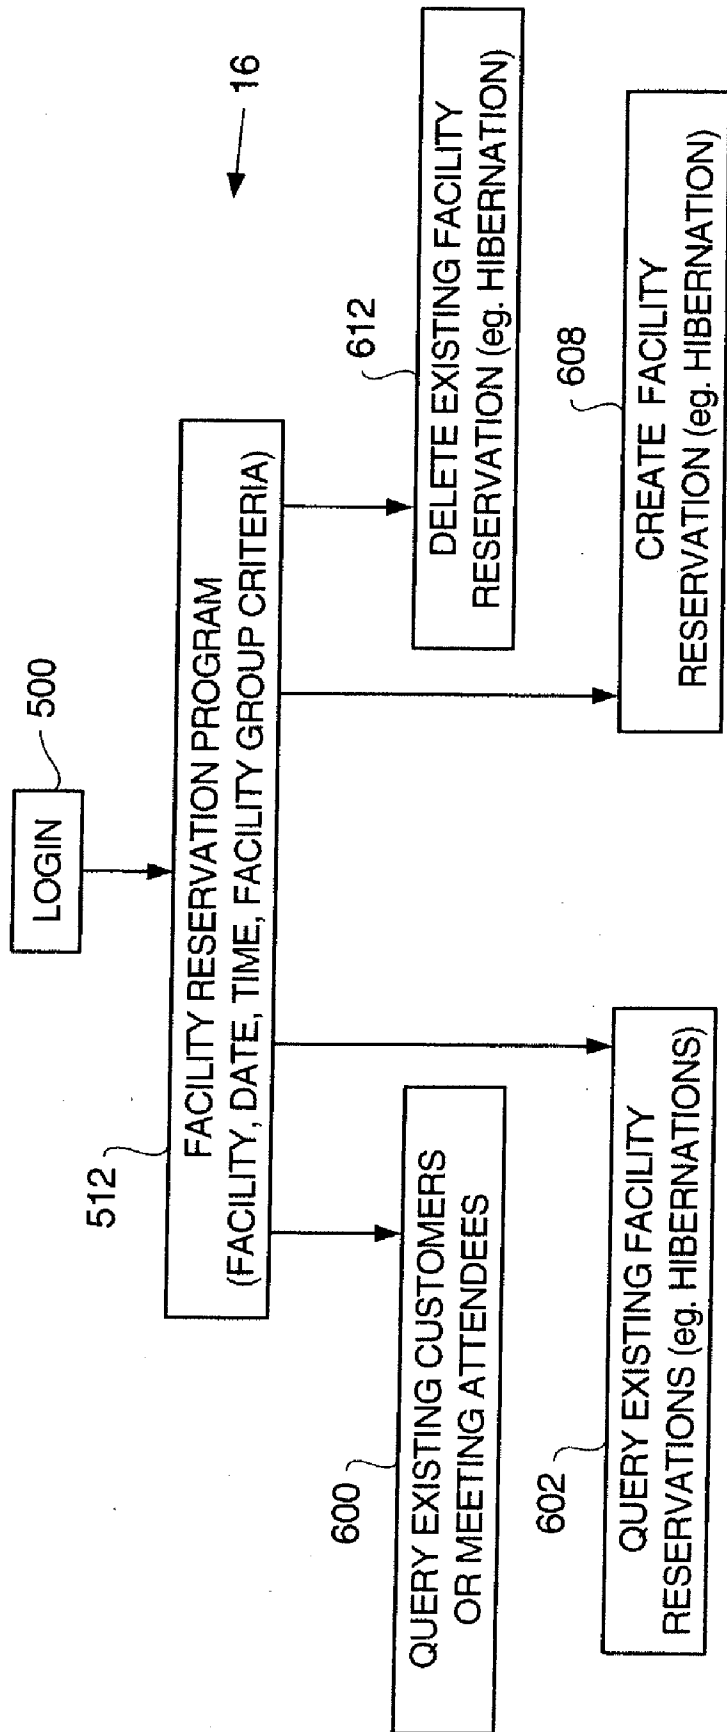 16
LOGIN
500
512
FACILITY RESERVATION PROGRAM
(FACILITY, DATE, TIME, FACILITY GROUP CRITERIA)
600
QUERY EXISTING CUSTOMERS
OR MEETING ATTENDEES
612
DELETE EXISTING FACILITY
RESERVATION (eg. HIBERNATION)
602
QUERY EXISTING FACILITY
RESERVATIONS (eg. HIBERNATIONS)
608
CREATE FACILITY
RESERVATION (eg. HIBERNATION)